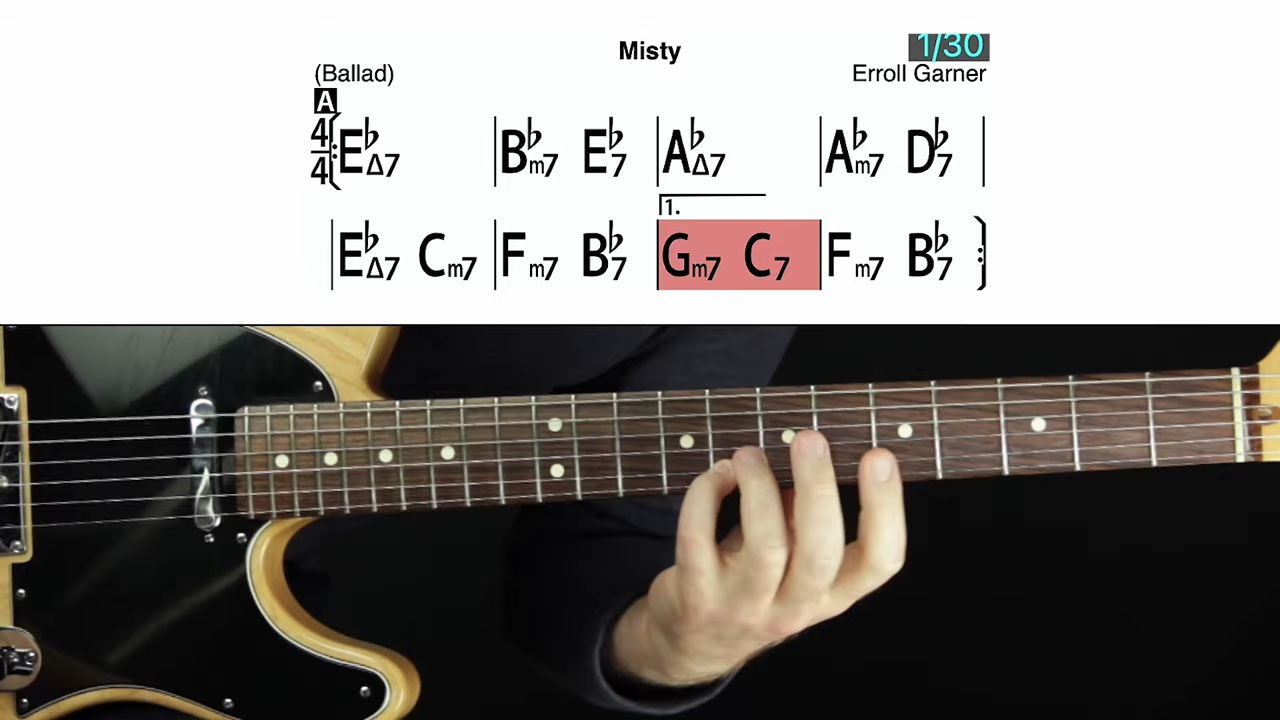 Misty
1/30
(Ballad)
Erroll Garner
A
4/4 E♭Δ7 B♭m7 E♭7 A♭Δ7 A♭m7 D♭7
1.
E♭Δ7 Cm7 Fm7 B♭7 Gm7 C7 Fm7 B♭7